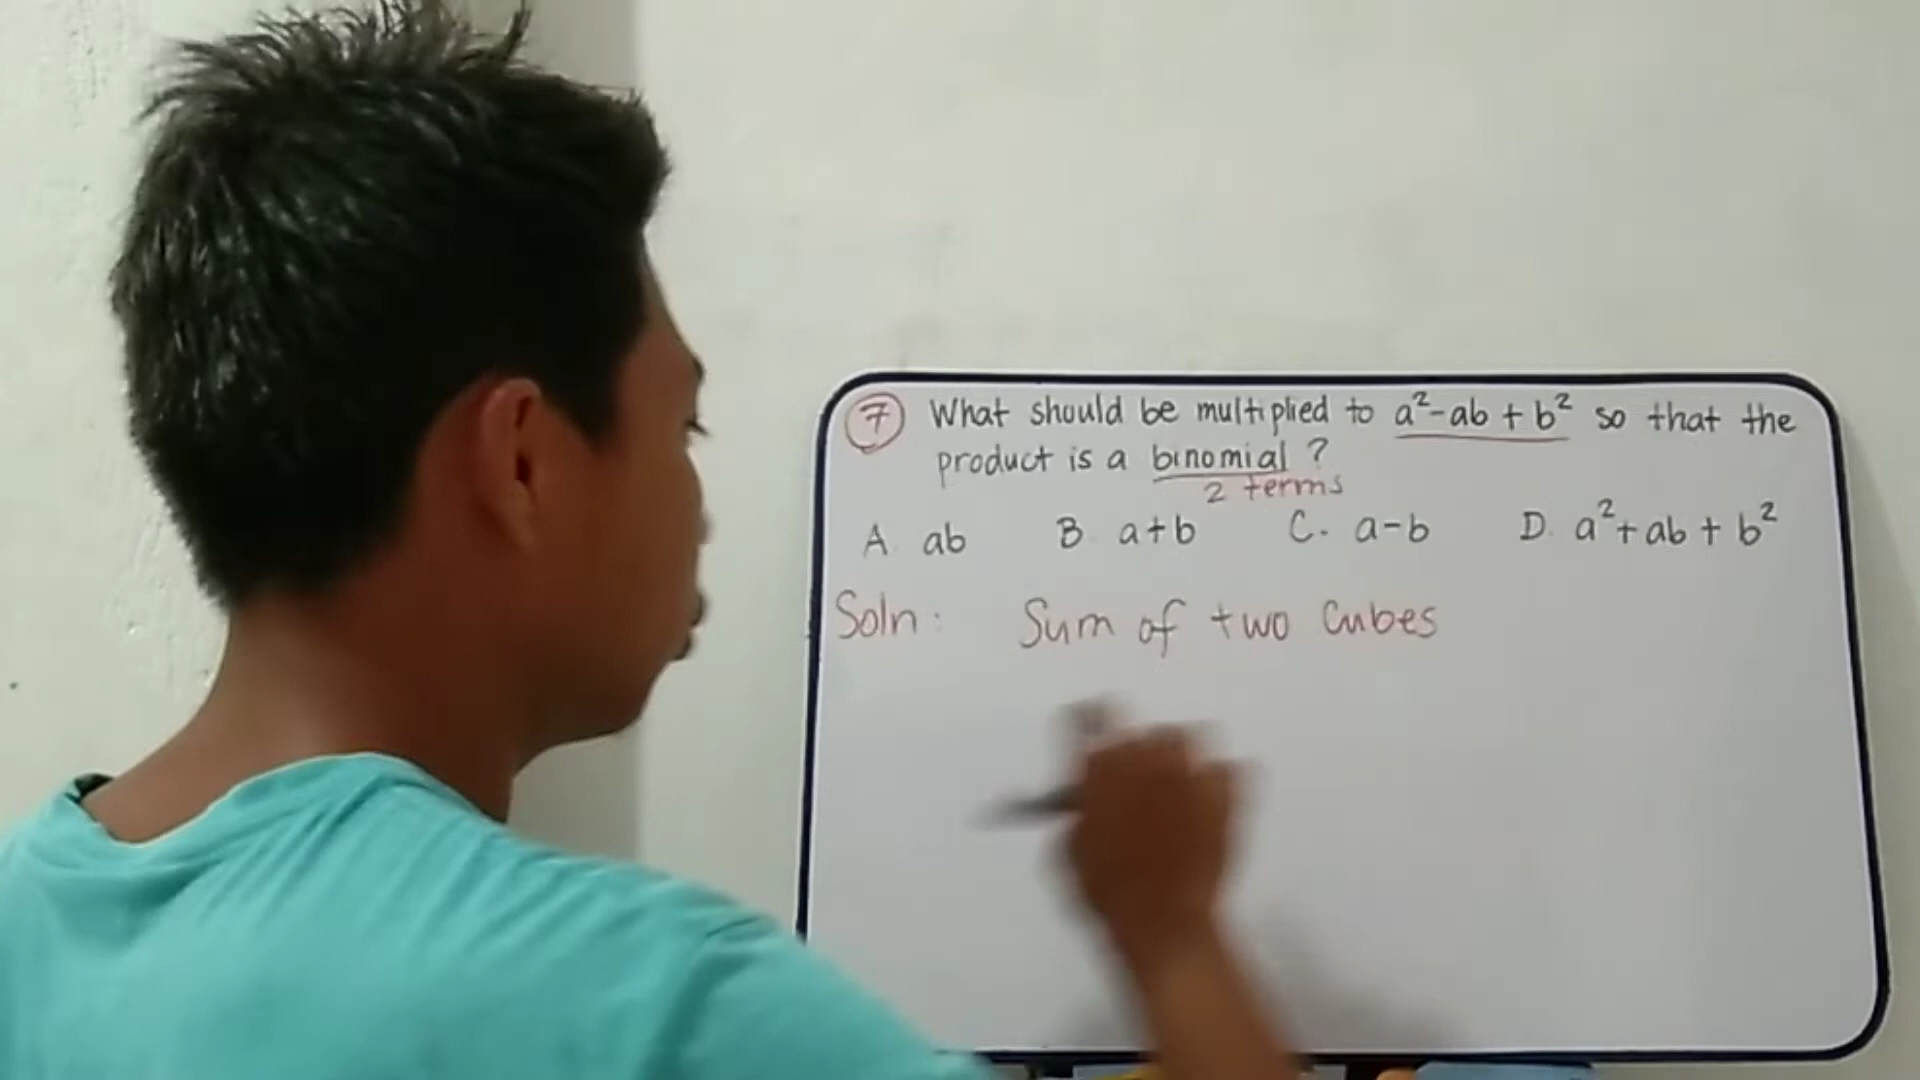 7 What should be multiplied to a²-ab+b² so that the
product is a binomial ?
2 terms
A. ab B. a+b C. a-b D. a²+ab+b²
Soln: Sum of two cubes